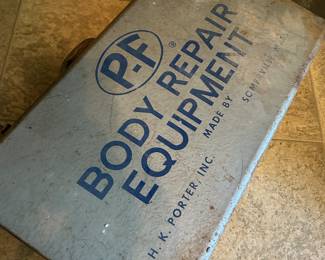 P-F®
BODY REPAIR
EQUIPMENT
H. K. PORTER, INC. MADE BY